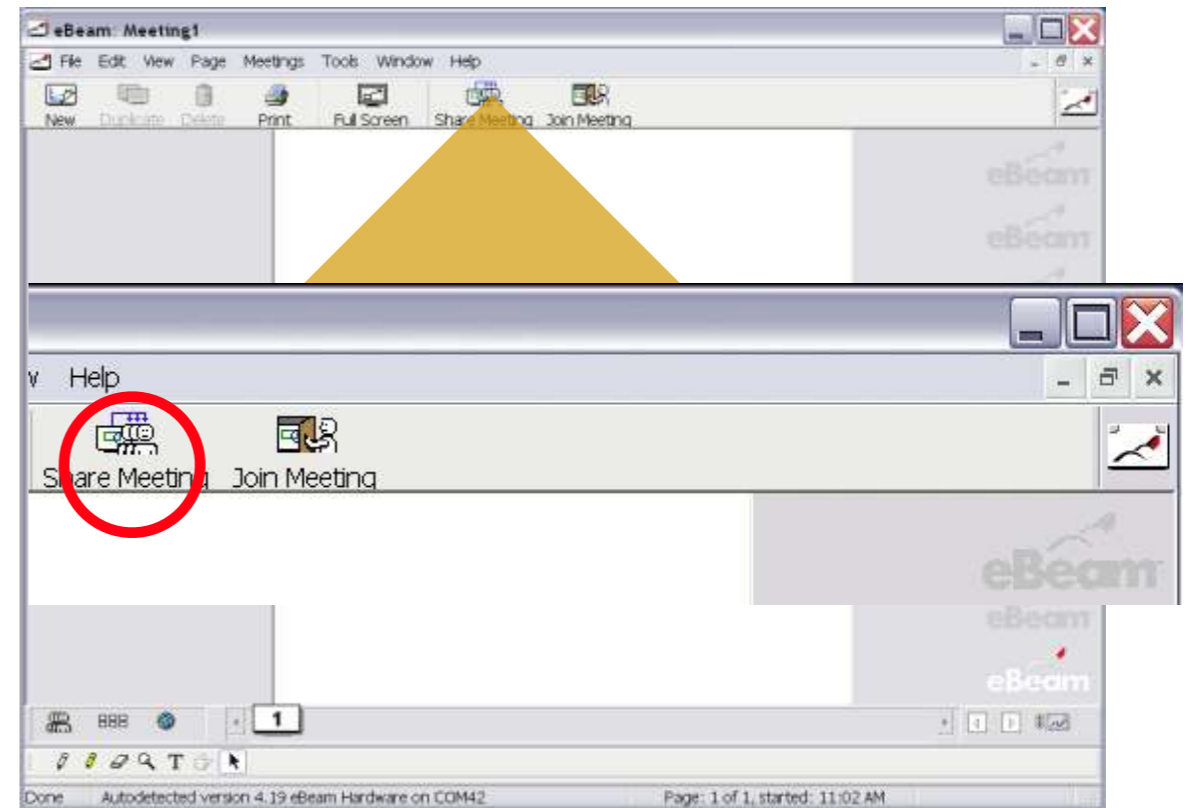 eBeam: Meeting1
File Edit View Page Meetings Tools Window Help
New Duplicate Delete Print Full Screen Share Meeting Join Meeting
eBeam
eBeam
Help
Share Meeting Join Meeting
eBeam
eBeam
eBeam
1
T
Done Autodetected version 4.19 eBeam Hardware on COM42 Page: 1 of 1, started: 11:02 AM